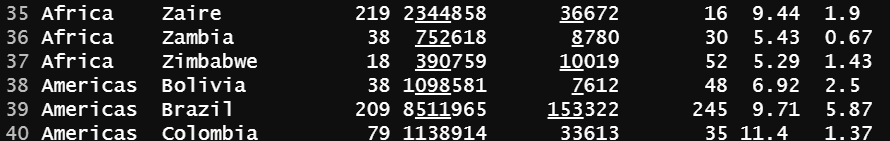 35 Africa Zaire 219 2344858 36672 16 9.44 1.9
36 Africa Zambia 38 752618 8780 30 5.43 0.67
37 Africa Zimbabwe 18 390759 10019 52 5.29 1.43
38 Americas Bolivia 38 1098581 7612 48 6.92 2.5
39 Americas Brazil 209 8511965 153322 245 9.71 5.87
40 Americas Colombia 79 1138914 33613 35 11.4 1.37